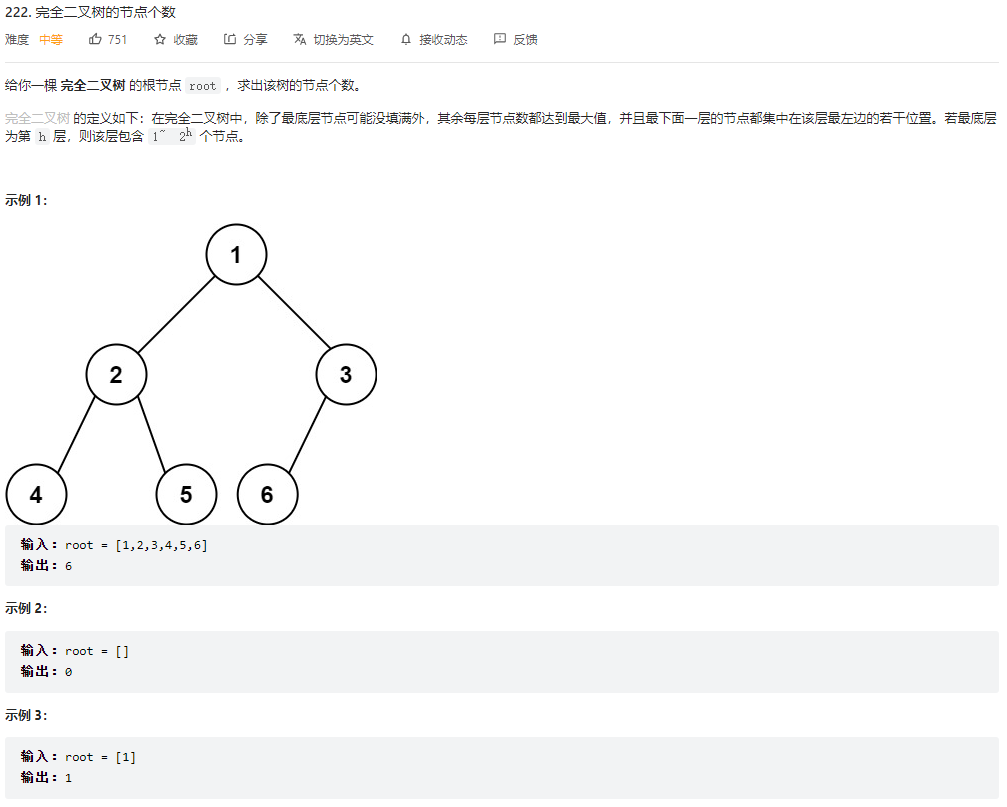 222. 完全二叉树的节点个数
难度 中等 751 收藏 分享 切换为英文 接收动态 反馈
给你一棵 完全二叉树 的根节点 root ，求出该树的节点个数。
完全二叉树 的定义如下：在完全二叉树中，除了最底层节点可能没填满外，其余每层节点数都达到最大值，并且最下面一层的节点都集中在该层最左边的若干位置。若最底层
为第 h 层，则该层包含 1~ 2^h 个节点。
示例 1：
1
2 3
4 5 6
输入：root = [1,2,3,4,5,6]
输出：6
示例 2：
输入：root = []
输出：0
示例 3：
输入：root = [1]
输出：1